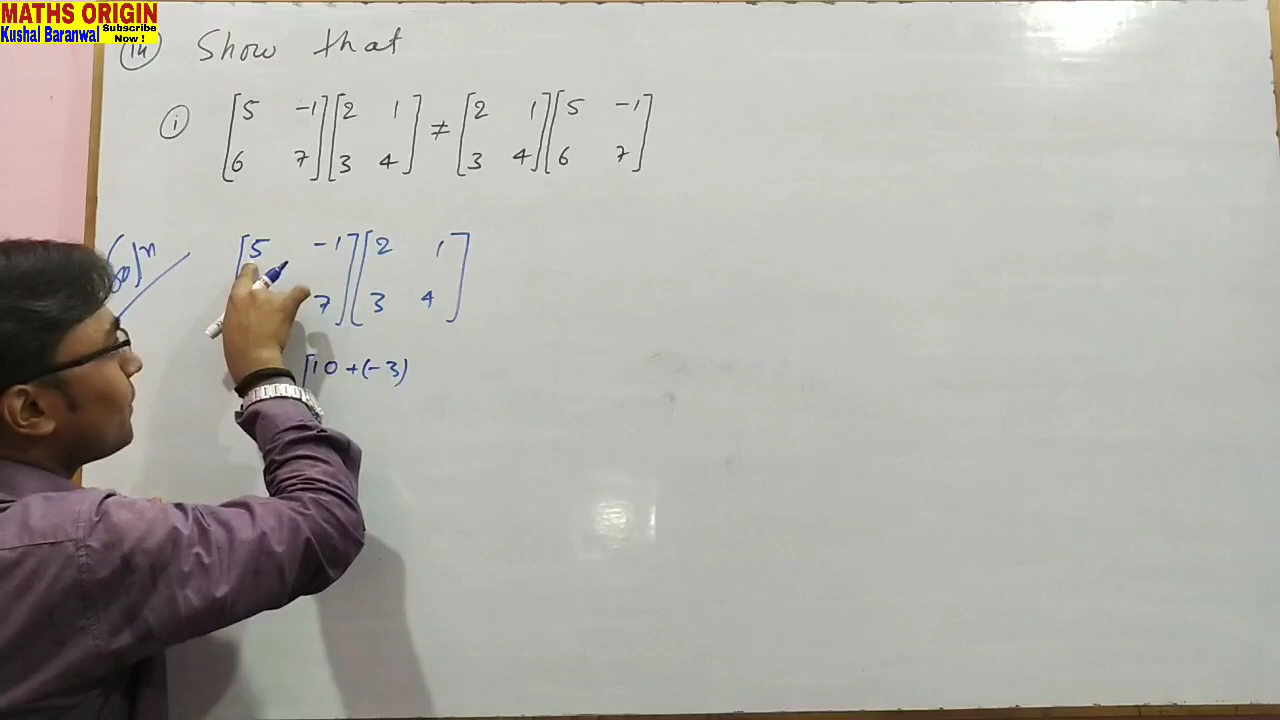 MATHS ORIGIN
Kushal Baranwal Subscribe Now !
(14) Show that
(i) [5 -1] [2 1] ≠ [2 1] [5 -1]
[6 7] [3 4] [3 4] [6 7]
[5 -1] [2 1]
7] [3 4]
[10 + (-3)